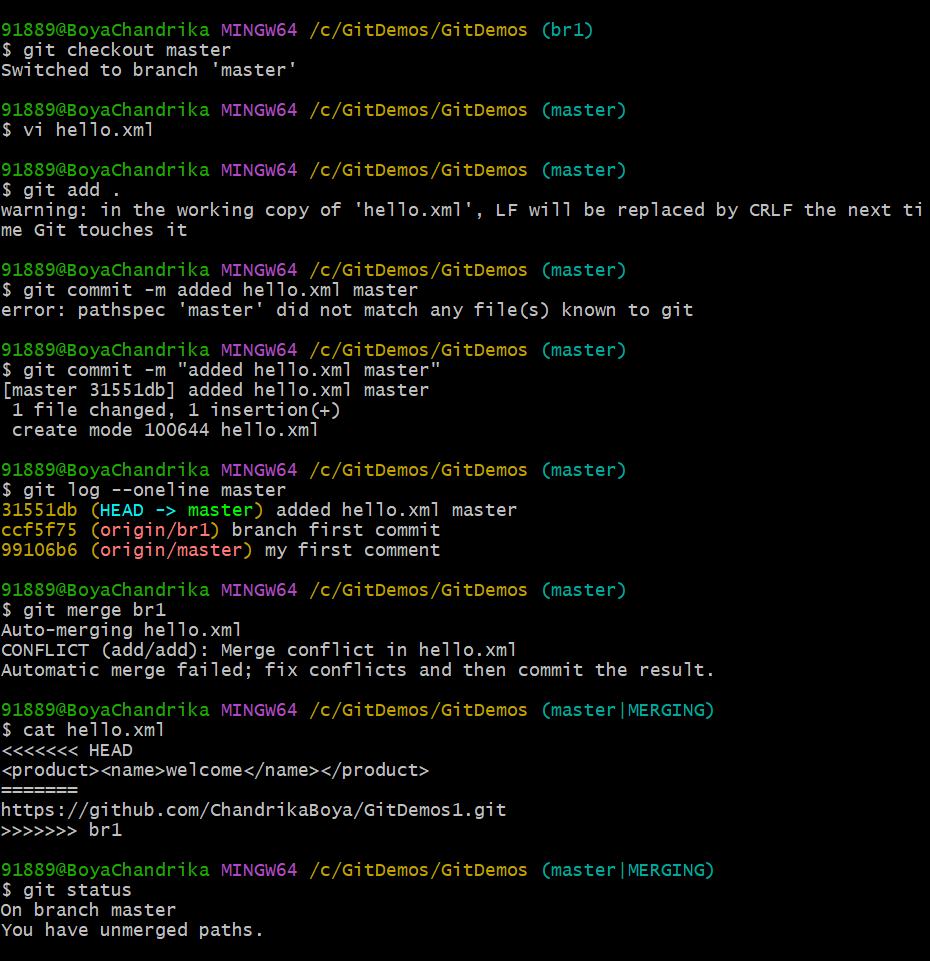 91889@BoyaChandrika MINGW64 /c/GitDemos/GitDemos (br1)
$ git checkout master
Switched to branch 'master'
91889@BoyaChandrika MINGW64 /c/GitDemos/GitDemos (master)
$ vi hello.xml
91889@BoyaChandrika MINGW64 /c/GitDemos/GitDemos (master)
$ git add .
warning: in the working copy of 'hello.xml', LF will be replaced by CRLF the next ti
me Git touches it
91889@BoyaChandrika MINGW64 /c/GitDemos/GitDemos (master)
$ git commit -m added hello.xml master
error: pathspec 'master' did not match any file(s) known to git
91889@BoyaChandrika MINGW64 /c/GitDemos/GitDemos (master)
$ git commit -m "added hello.xml master"
[master 31551db] added hello.xml master
 1 file changed, 1 insertion(+)
 create mode 100644 hello.xml
91889@BoyaChandrika MINGW64 /c/GitDemos/GitDemos (master)
$ git log --oneline master
31551db (HEAD -> master) added hello.xml master
ccf5f75 (origin/br1) branch first commit
99106b6 (origin/master) my first comment
91889@BoyaChandrika MINGW64 /c/GitDemos/GitDemos (master)
$ git merge br1
Auto-merging hello.xml
CONFLICT (add/add): Merge conflict in hello.xml
Automatic merge failed; fix conflicts and then commit the result.
91889@BoyaChandrika MINGW64 /c/GitDemos/GitDemos (master|MERGING)
$ cat hello.xml
<<<<<<< HEAD
<product><name>welcome</name></product>
=======
https://github.com/ChandrikaBoya/GitDemos1.git
>>>>>>> br1
91889@BoyaChandrika MINGW64 /c/GitDemos/GitDemos (master|MERGING)
$ git status
On branch master
You have unmerged paths.